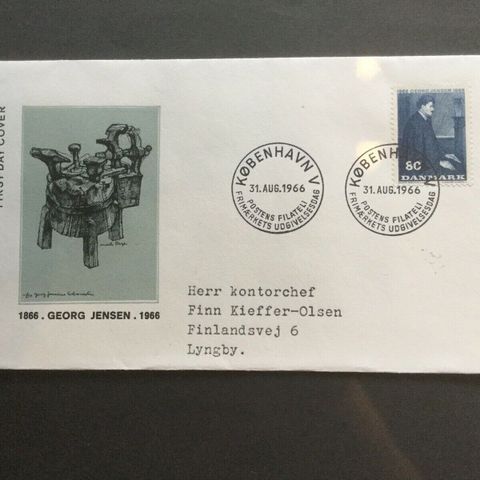 FIRST DAY COVER
1866 . GEORG JENSEN . 1966
KØBENHAVN V
31.AUG.1966
POSTENS FILATELI
FRIMÆRKETS UDGIVELSESDAG
KØBENHAVN V
31.AUG.1966
POSTENS FILATELI
FRIMÆRKETS UDGIVELSESDAG
1866 GEORG JENSEN 1966
80
DANMARK
Herr kontorchef
Finn Kieffer-Olsen
Finlandsvej 6
Lyngby.